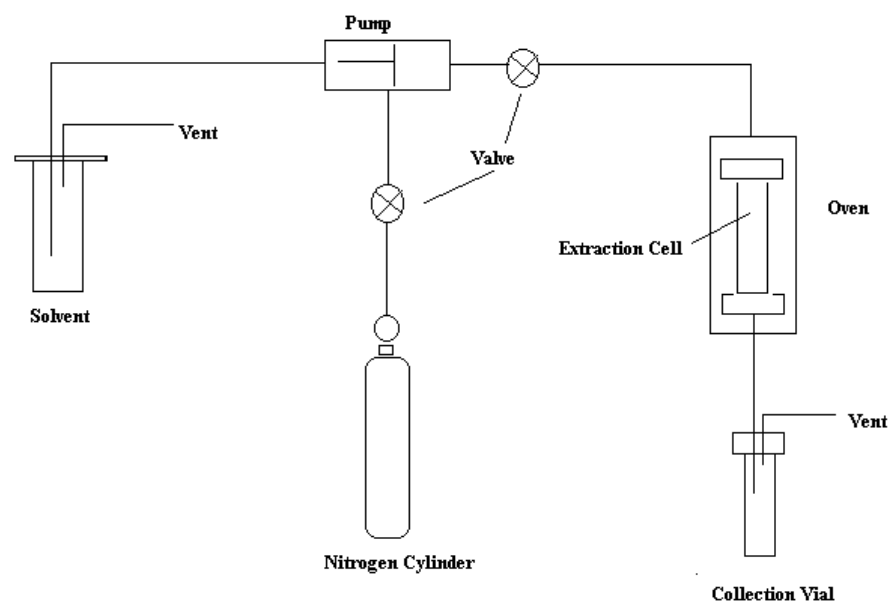 Pump
Vent
Valve
Oven
Extraction Cell
Solvent
Vent
Nitrogen Cylinder
Collection Vial